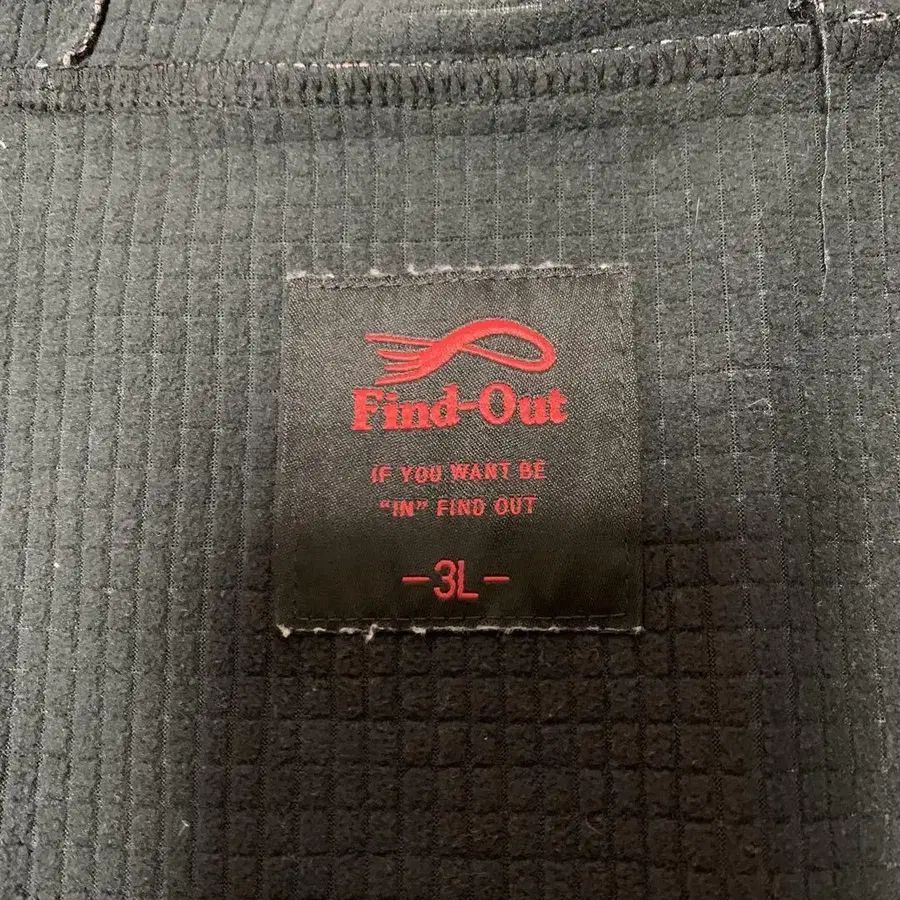 Find-Out
IF YOU WANT BE
"IN" FIND OUT
-3L-